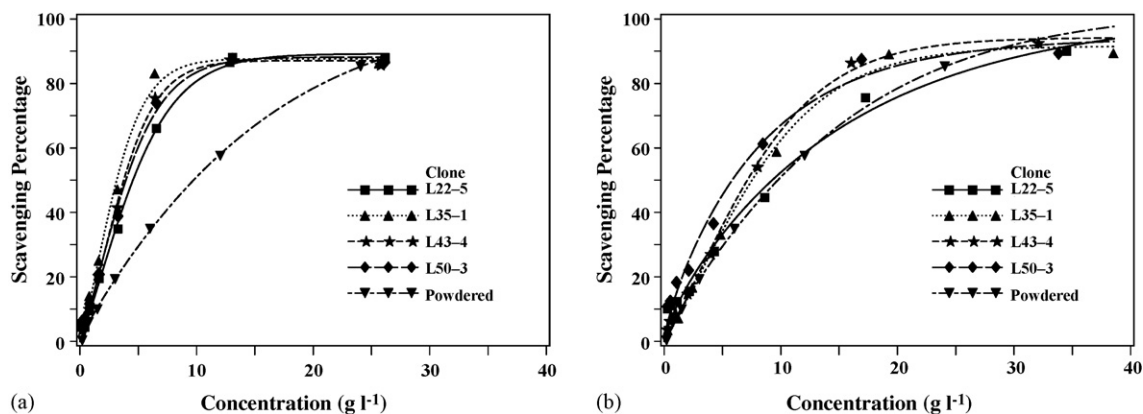 100
80
60
40
20
0
Scavenging Percentage
Clone
L22–5
L35–1
L43–4
L50–3
Powdered
0 10 20 30 40
(a) Concentration (g l-1)
100
80
60
40
20
0
Scavenging Percentage
Clone
L22–5
L35–1
L43–4
L50–3
Powdered
0 10 20 30 40
(b) Concentration (g l-1)